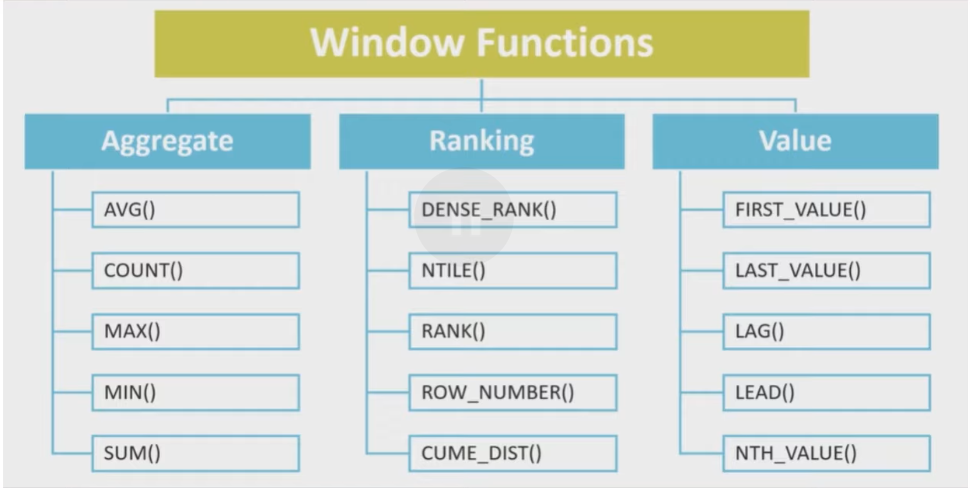 Window Functions
Aggregate
AVG()
COUNT()
MAX()
MIN()
SUM()
Ranking
DENSE_RANK()
NTILE()
RANK()
ROW_NUMBER()
CUME_DIST()
Value
FIRST_VALUE()
LAST_VALUE()
LAG()
LEAD()
NTH_VALUE()